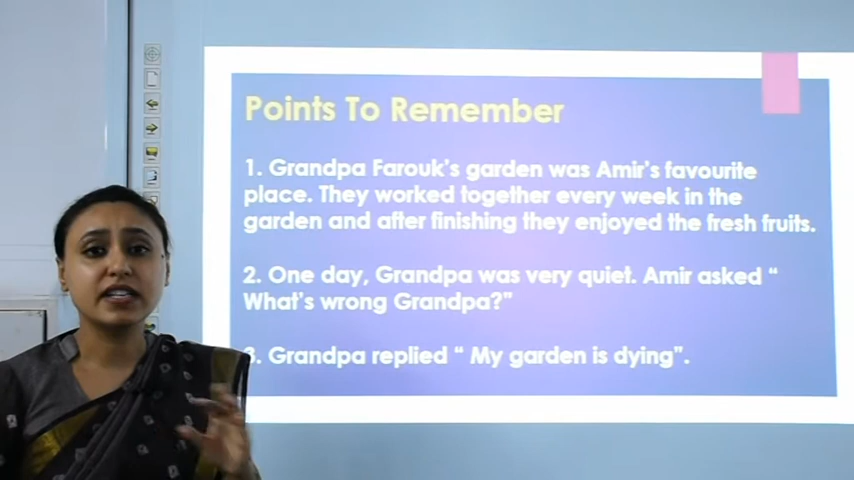 Points To Remember
1. Grandpa Farouk's garden was Amir's favourite
place. They worked together every week in the
garden and after finishing they enjoyed the fresh fruits.
2. One day, Grandpa was very quiet. Amir asked “
What's wrong Grandpa?”
3. Grandpa replied “ My garden is dying”.